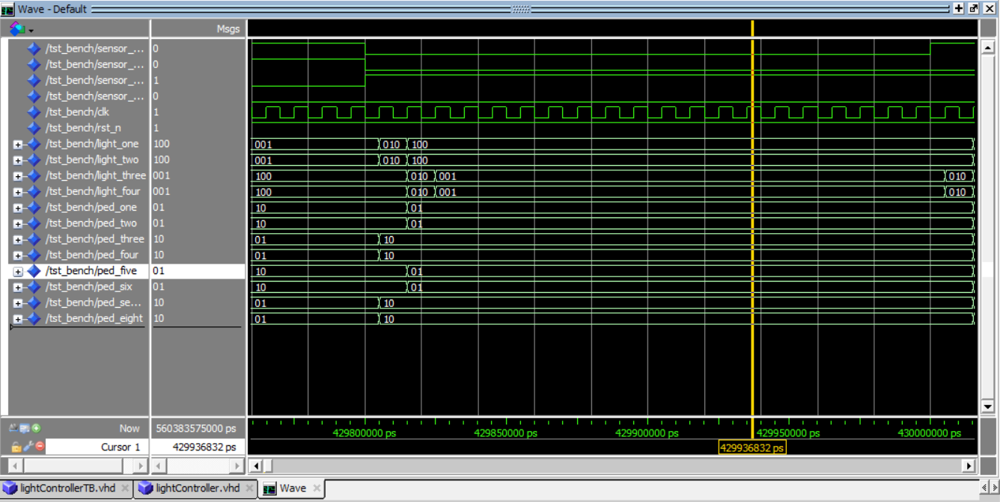 Wave - Default
Msgs
/tst_bench/sensor_... 0
/tst_bench/sensor_... 0
/tst_bench/sensor_... 1
/tst_bench/sensor_... 0
/tst_bench/clk 1
/tst_bench/rst_n 1
/tst_bench/light_one 100 001 010 100
/tst_bench/light_two 100 001 010 100
/tst_bench/light_three 001 100 010 001 010
/tst_bench/light_four 001 100 010 001 010
/tst_bench/ped_one 01 10 01
/tst_bench/ped_two 01 10 01
/tst_bench/ped_three 10 01 10
/tst_bench/ped_four 10 01 10
/tst_bench/ped_five 01 10 01
/tst_bench/ped_six 01 10 01
/tst_bench/ped_se... 10 01 10
/tst_bench/ped_eight 10 01 10
Now 560383575000 ps 429800000 ps 429850000 ps 429900000 ps 429950000 ps 430000000 ps
Cursor 1 429936832 ps 429936832 ps
lightControllerTB.vhd lightController.vhd Wave